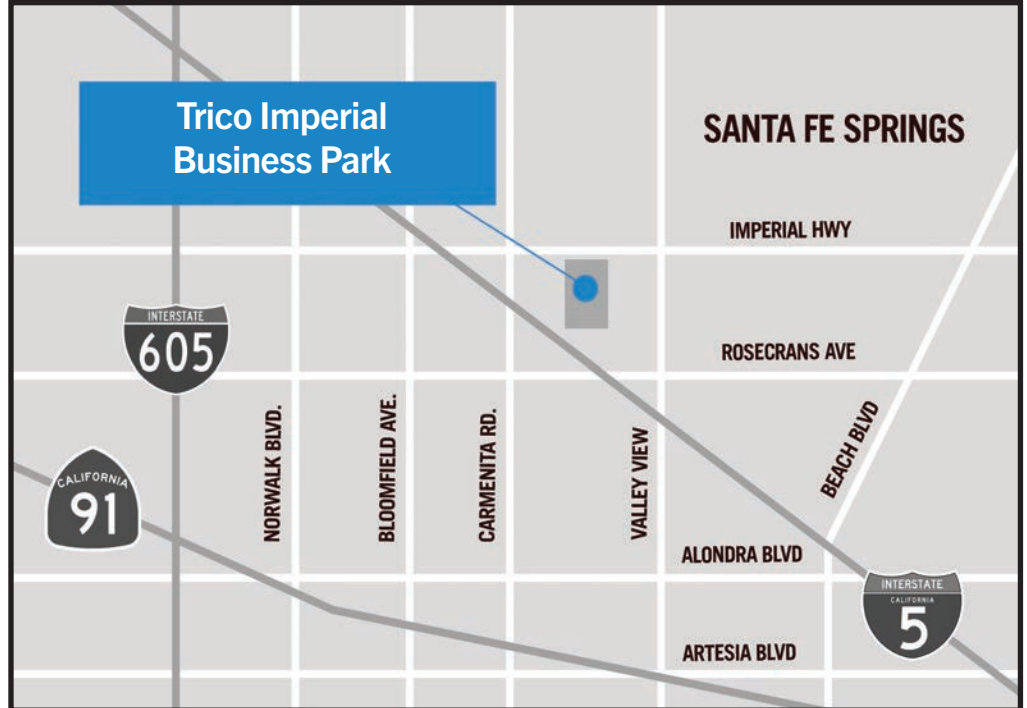 Trico Imperial
Business Park
SANTA FE SPRINGS
IMPERIAL HWY
INTERSTATE
605
ROSECRANS AVE
NORWALK BLVD.
BLOOMFIELD AVE.
CARMENITA RD.
VALLEY VIEW
BEACH BLVD
CALIFORNIA
91
ALONDRA BLVD
INTERSTATE
CALIFORNIA
5
ARTESIA BLVD